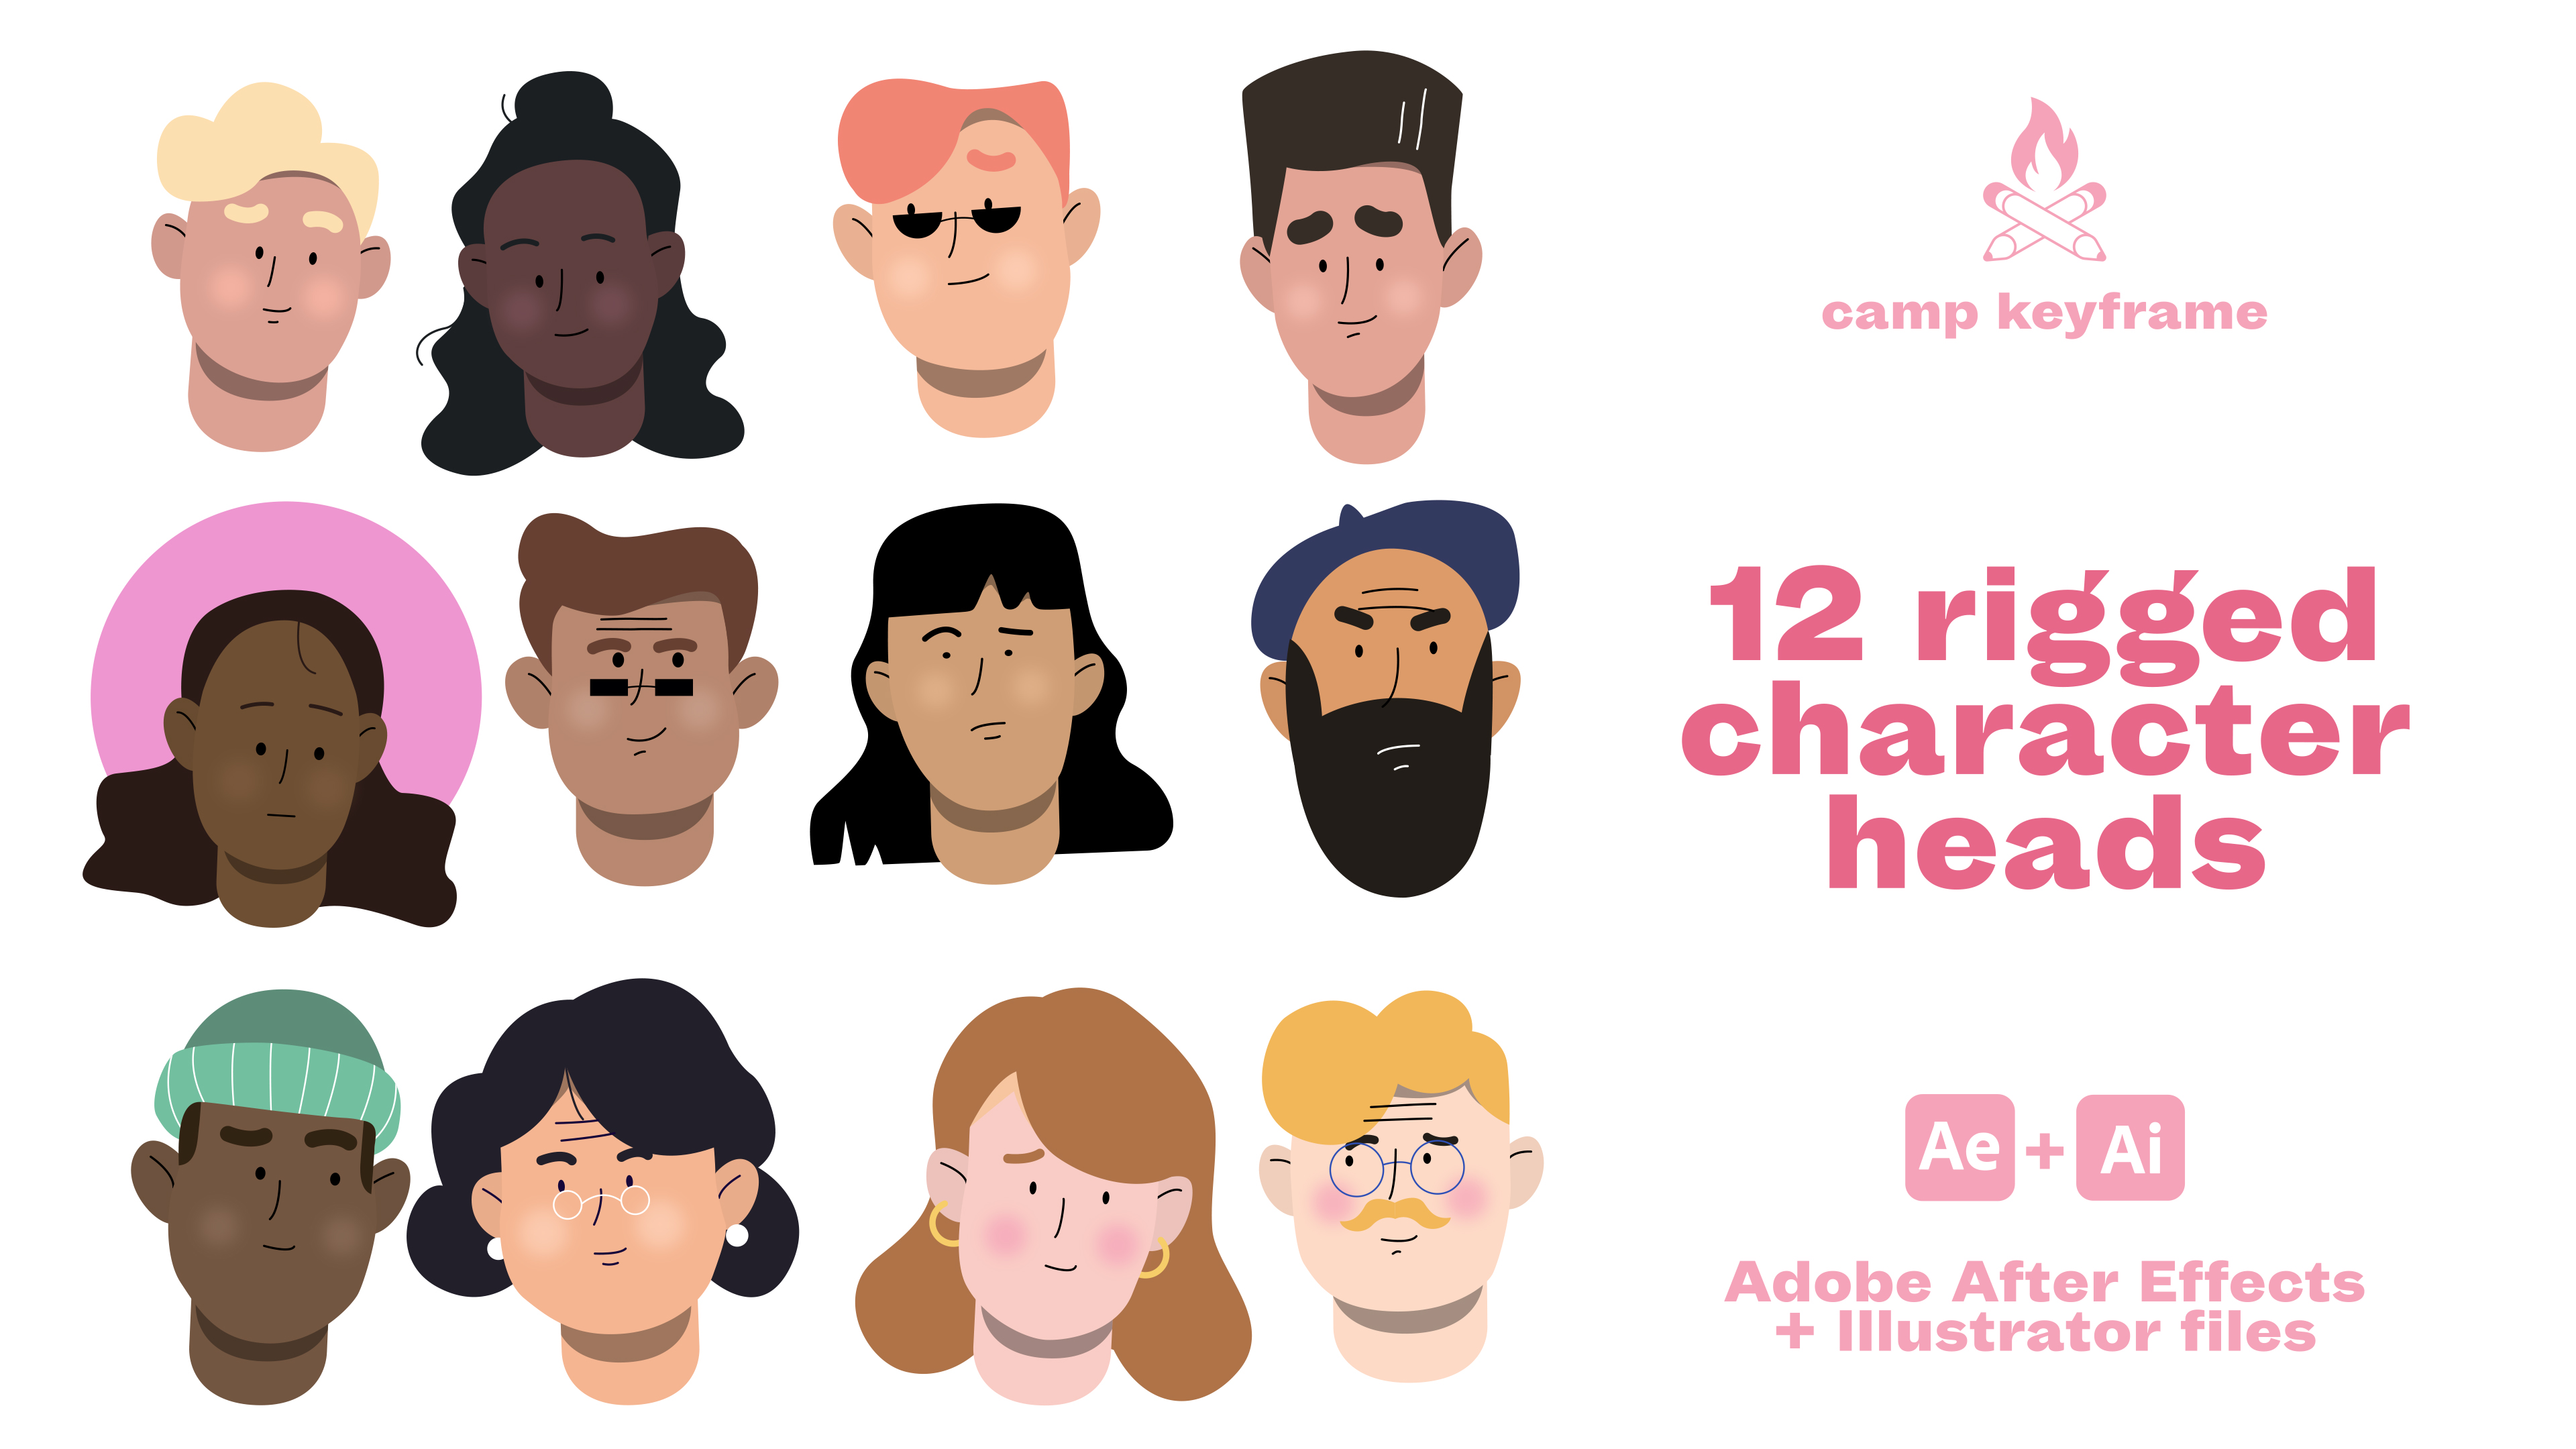 camp keyframe
12 rigged
character
heads
Ae + Ai
Adobe After Effects
+ Illustrator files